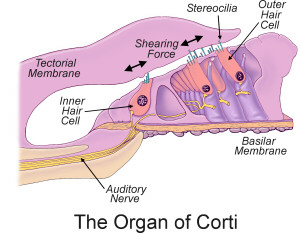 Stereocilia
Outer
Hair
Cell
Shearing
Force
Tectorial
Membrane
Inner
Hair
Cell
Basilar
Membrane
Auditory
Nerve
The Organ of Corti